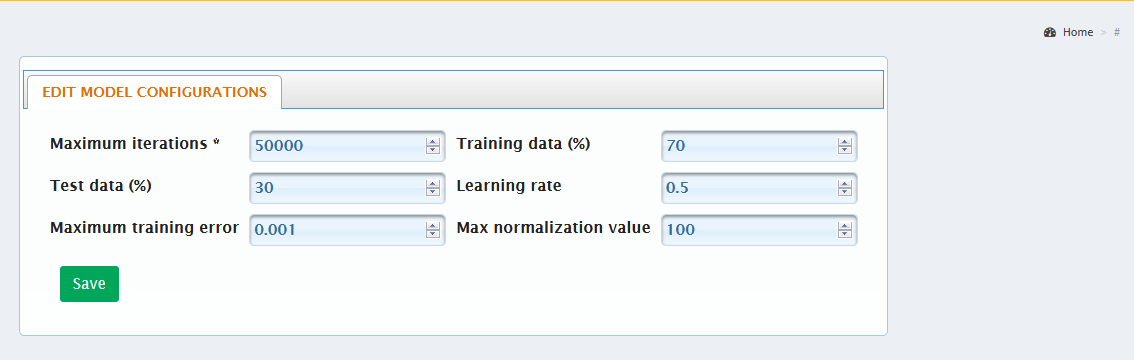 Home > #
EDIT MODEL CONFIGURATIONS
Maximum iterations * 50000 Training data (%) 70
Test data (%) 30 Learning rate 0.5
Maximum training error 0.001 Max normalization value 100
Save